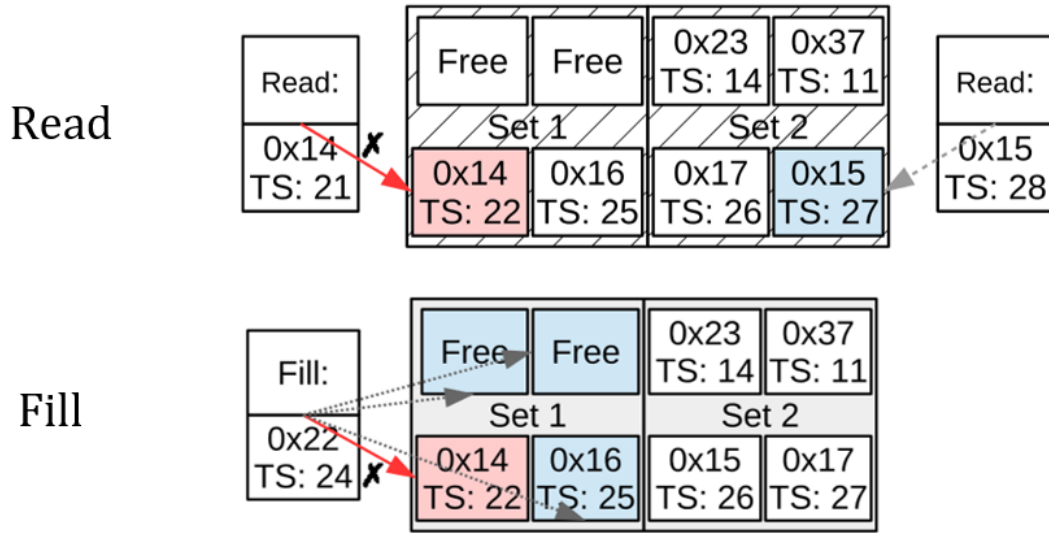 Read
Read:
0x14
TS: 21
✗
Free
Free
0x23
TS: 14
0x37
TS: 11
Set 1
Set 2
0x14
TS: 22
0x16
TS: 25
0x17
TS: 26
0x15
TS: 27
Read:
0x15
TS: 28
Fill
Fill:
0x22
TS: 24
✗
Free
Free
0x23
TS: 14
0x37
TS: 11
Set 1
Set 2
0x14
TS: 22
0x16
TS: 25
0x15
TS: 26
0x17
TS: 27